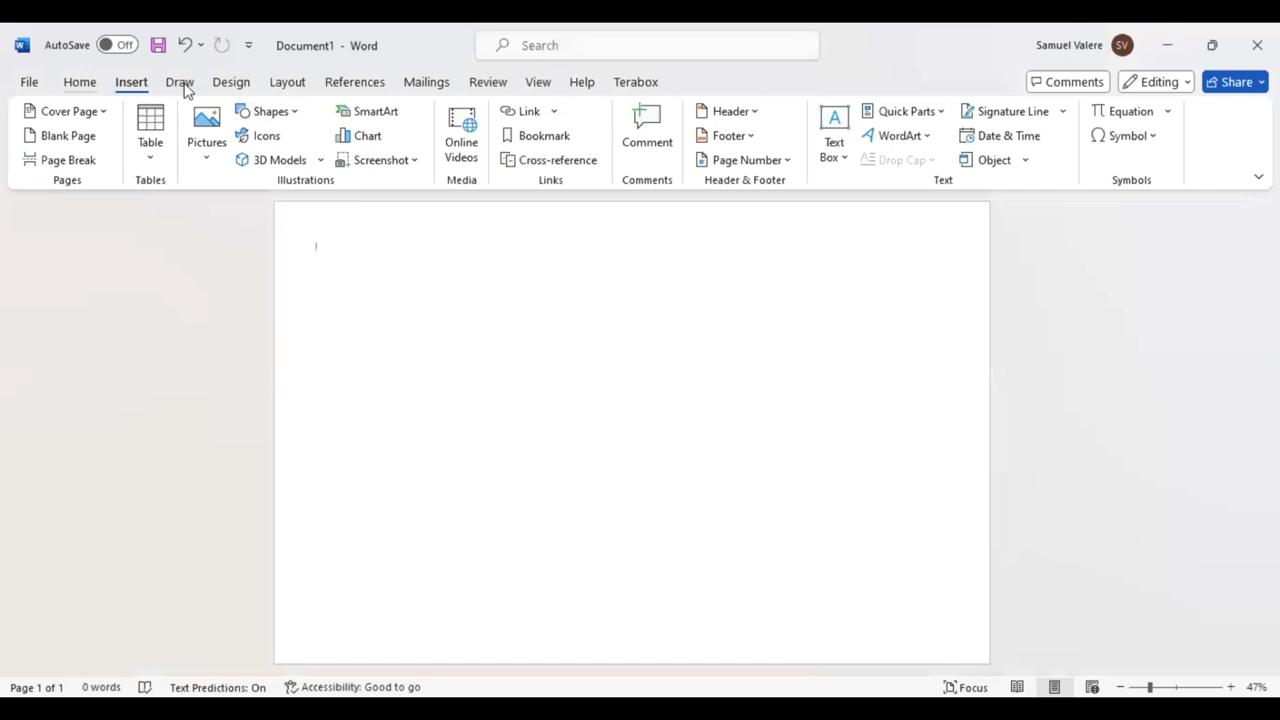 AutoSave Off Document1 - Word Search Samuel Valere SV
File Home Insert Draw Design Layout References Mailings Review View Help Terabox Comments Editing Share
Cover Page
Blank Page
Page Break
Pages
Table
Tables
Pictures
Shapes
Icons
3D Models
SmartArt
Chart
Screenshot
Illustrations
Online
Videos
Media
Link
Bookmark
Cross-reference
Links
Comment
Comments
Header
Footer
Page Number
Header & Footer
Text
Box
Quick Parts
WordArt
Drop Cap
Signature Line
Date & Time
Object
Text
Equation
Symbol
Symbols
Page 1 of 1 0 words Text Predictions: On Accessibility: Good to go Focus 47%